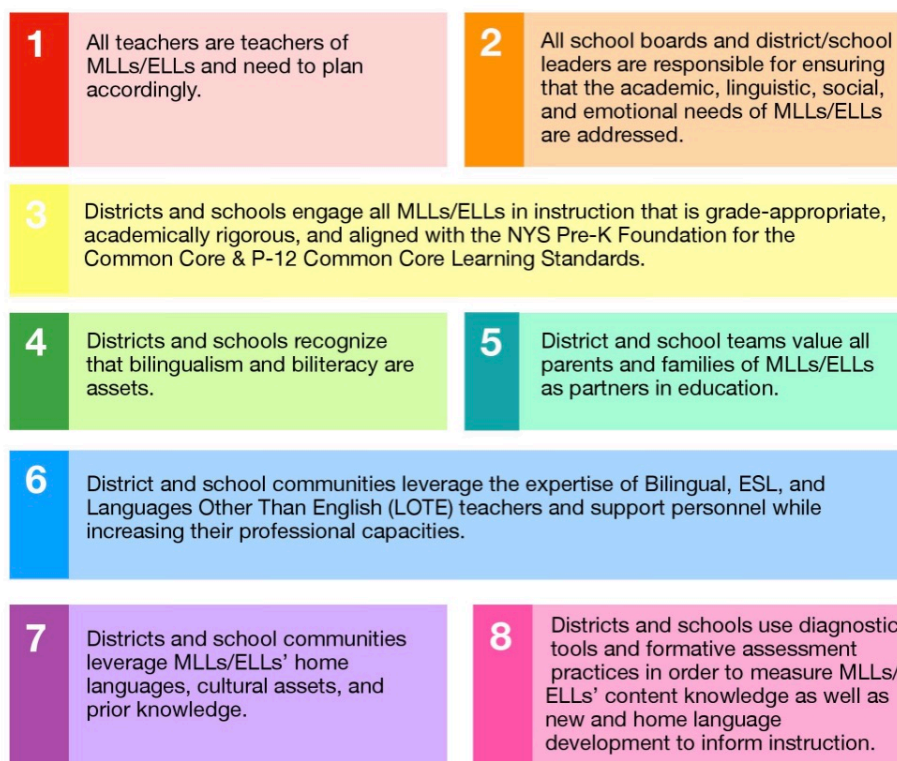 1
All teachers are teachers of
MLLs/ELLs and need to plan
accordingly.
2
All school boards and district/school
leaders are responsible for ensuring
that the academic, linguistic, social,
and emotional needs of MLLs/ELLs
are addressed.
3
Districts and schools engage all MLLs/ELLs in instruction that is grade-appropriate,
academically rigorous, and aligned with the NYS Pre-K Foundation for the
Common Core & P-12 Common Core Learning Standards.
4
Districts and schools recognize
that bilingualism and biliteracy are
assets.
5
District and school teams value all
parents and families of MLLs/ELLs
as partners in education.
6
District and school communities leverage the expertise of Bilingual, ESL, and
Languages Other Than English (LOTE) teachers and support personnel while
increasing their professional capacities.
7
Districts and school communities
leverage MLLs/ELLs’ home
languages, cultural assets, and
prior knowledge.
8
Districts and schools use diagnostic
tools and formative assessment
practices in order to measure MLLs/
ELLs’ content knowledge as well as
new and home language
development to inform instruction.